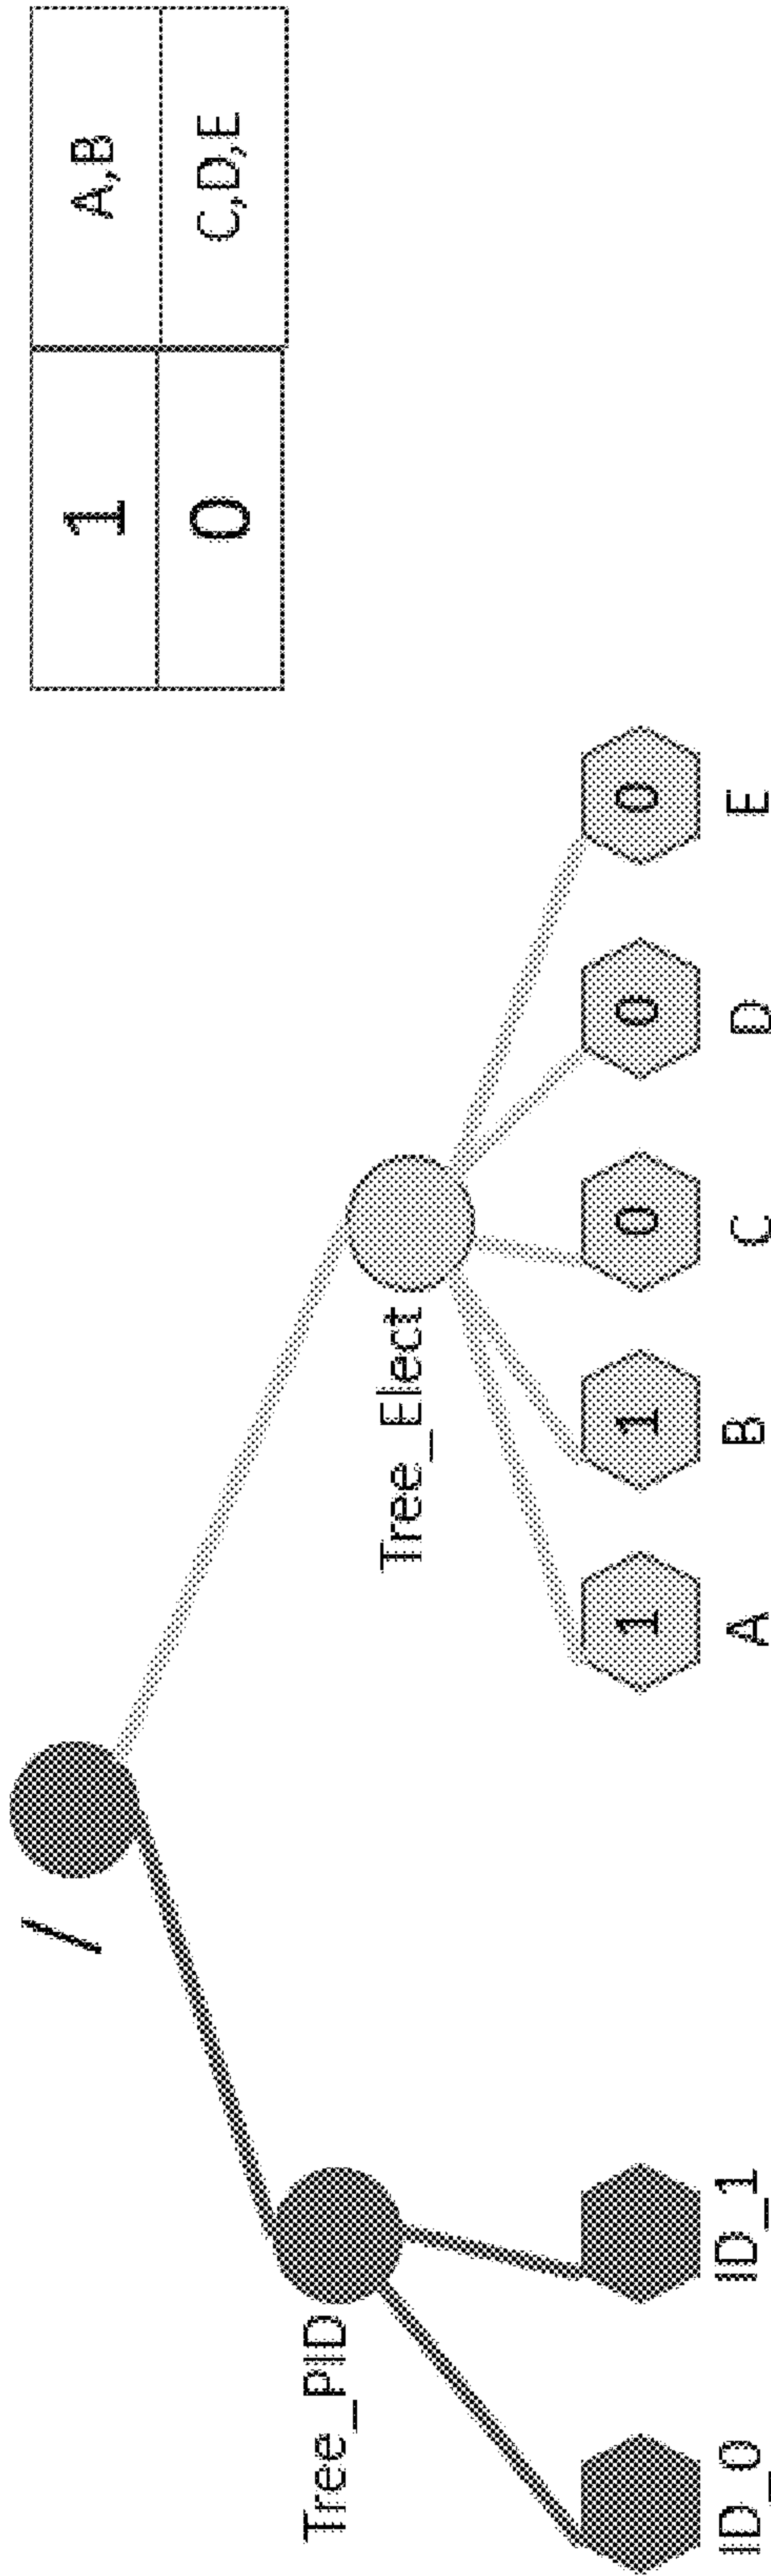 /
1 A,B
0 C,D,E
Tree_PID
Tree_Elect
1 1 0 0 0
ID_0 ID_1 A B C D E